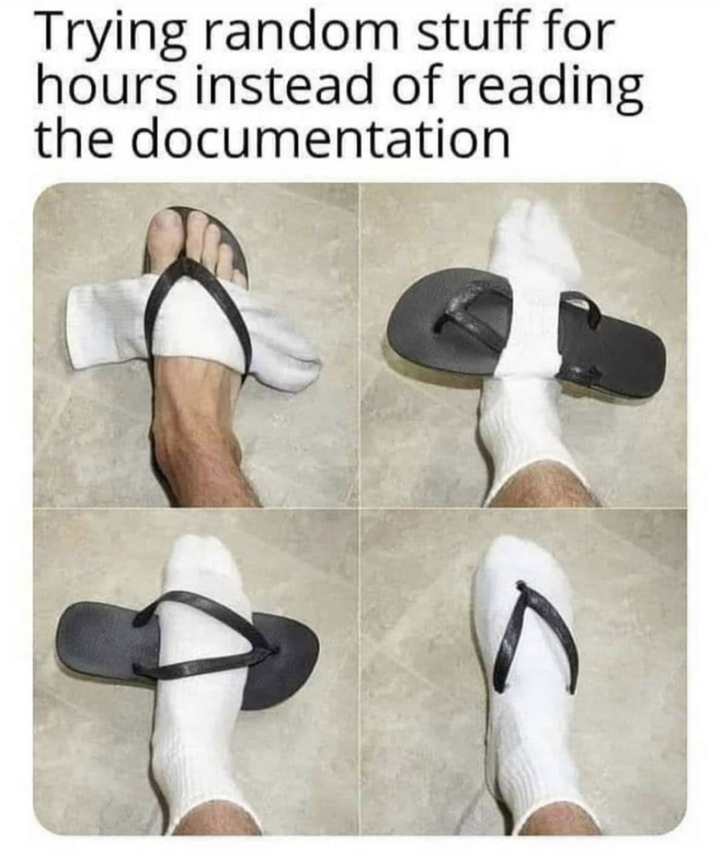 Trying random stuff for
hours instead of reading
the documentation